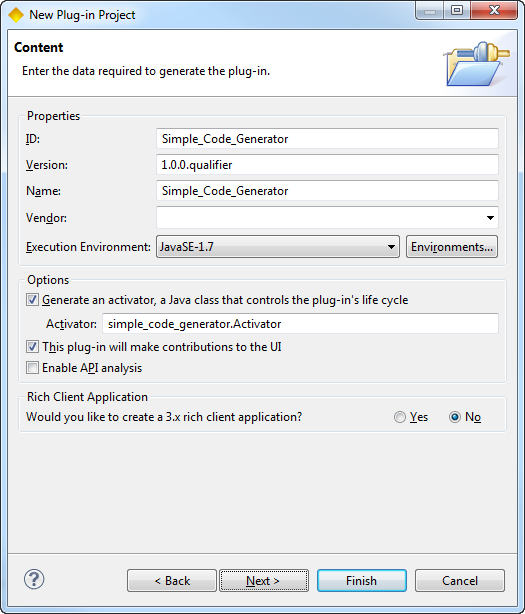 New Plug-in Project
Content
Enter the data required to generate the plug-in.
Properties
ID: Simple_Code_Generator
Version: 1.0.0.qualifier
Name: Simple_Code_Generator
Vendor:
Execution Environment: JavaSE-1.7 Environments...
Options
Generate an activator, a Java class that controls the plug-in's life cycle
Activator: simple_code_generator.Activator
This plug-in will make contributions to the UI
Enable API analysis
Rich Client Application
Would you like to create a 3.x rich client application? Yes No
? < Back Next > Finish Cancel